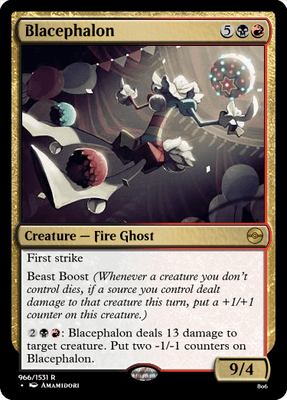 Blacephalon 5
Creature — Fire Ghost
First strike
Beast Boost (Whenever a creature you don't
control dies, if a source you control dealt
damage to that creature this turn, put a +1/+1
counter on this creature.)
2: Blacephalon deals 13 damage to
target creature. Put two -1/-1 counters on
Blacephalon.
9/4
966/1531 R
• Amamidori